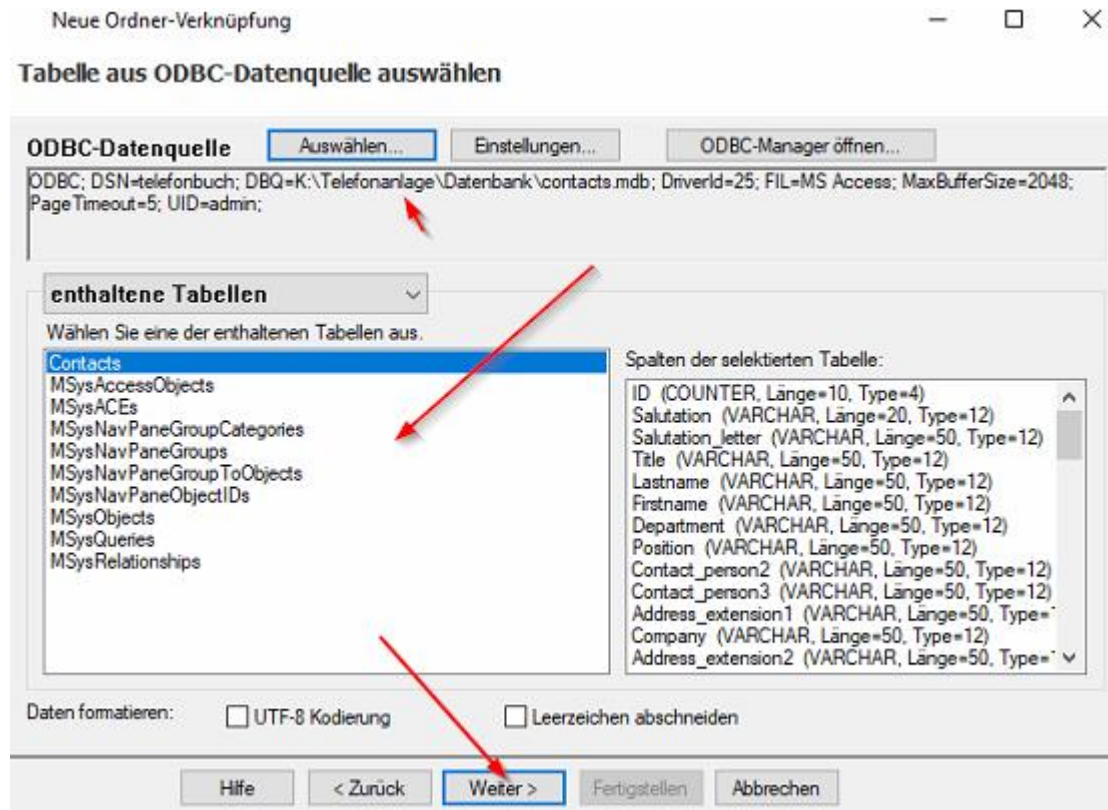 Neue Ordner-Verknüpfung
Tabelle aus ODBC-Datenquelle auswählen
ODBC-Datenquelle Auswählen... Einstellungen... ODBC-Manager öffnen...
ODBC; DSN=telefonbuch; DBQ=K:\Telefonanlage\Datenbank\contacts.mdb; DriverId=25; FIL=MS Access; MaxBufferSize=2048;
PageTimeout=5; UID=admin;
enthaltene Tabellen
Wählen Sie eine der enthaltenen Tabellen aus.
Contacts
MSysAccessObjects
MSysACEs
MSysNavPaneGroupCategories
MSysNavPaneGroups
MSysNavPaneGroupToObjects
MSysNavPaneObjectIDs
MSysObjects
MSysQueries
MSysRelationships
Spalten der selektierten Tabelle:
ID (COUNTER, Länge=10, Type=4)
Salutation (VARCHAR, Länge=20, Type=12)
Salutation_letter (VARCHAR, Länge=50, Type=12)
Title (VARCHAR, Länge=50, Type=12)
Lastname (VARCHAR, Länge=50, Type=12)
Firstname (VARCHAR, Länge=50, Type=12)
Department (VARCHAR, Länge=50, Type=12)
Position (VARCHAR, Länge=50, Type=12)
Contact_person2 (VARCHAR, Länge=50, Type=12)
Contact_person3 (VARCHAR, Länge=50, Type=12)
Address_extension1 (VARCHAR, Länge=50, Type=
Company (VARCHAR, Länge=50, Type=12)
Address_extension2 (VARCHAR, Länge=50, Type=
Daten formatieren: UTF-8 Kodierung Leerzeichen abschneiden
Hilfe < Zurück Weiter > Fertigstellen Abbrechen